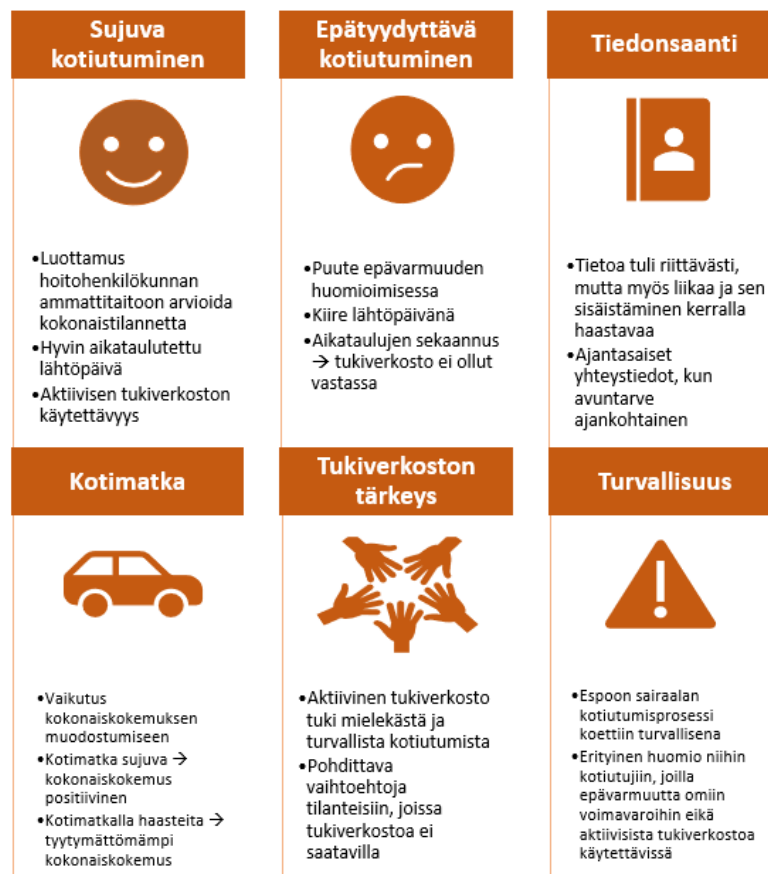 Sujuva
kotiutuminen
•Luottamus
hoitohenkilökunnan
ammattitaitoon arvioida
kokonaistilannetta
•Hyvin aikataulutettu
lähtöpäivä
•Aktiivisen tukiverkoston
käytettävyys
Epätyydyttävä
kotiutuminen
•Puute epävarmuuden
huomioimisessa
•Kiire lähtöpäivänä
•Aikataulujen sekaannus
→ tukiverkosto ei ollut
vastassa
Tiedonsaanti
•Tietoa tuli riittävästi,
mutta myös liikaa ja sen
sisäistäminen kerralla
haastavaa
•Ajantasaiset
yhteystiedot, kun
avuntarve
ajankohtainen
Kotimatka
•Vaikutus
kokonaiskokemuksen
muodostumiseen
•Kotimatka sujuva →
kokonaiskokemus
positiivinen
•Kotimatkalla haasteita →
tyytymättömämpi
kokonaiskokemus
Tukiverkoston
tärkeys
•Aktiivinen tukiverkosto
tuki mielekästä ja
turvallista kotiutumista
•Pohdittava
vaihtoehtoja
tilanteisiin, joissa
tukiverkostoa ei
saatavilla
Turvallisuus
•Espoon sairaalan
kotiutumisprosessi
koettiin turvallisena
•Erityinen huomio niihin
kotiutujiin, joilla
epävarmuutta omiin
voimavaroihin eikä
aktiivisista tukiverkostoa
käytettävissä